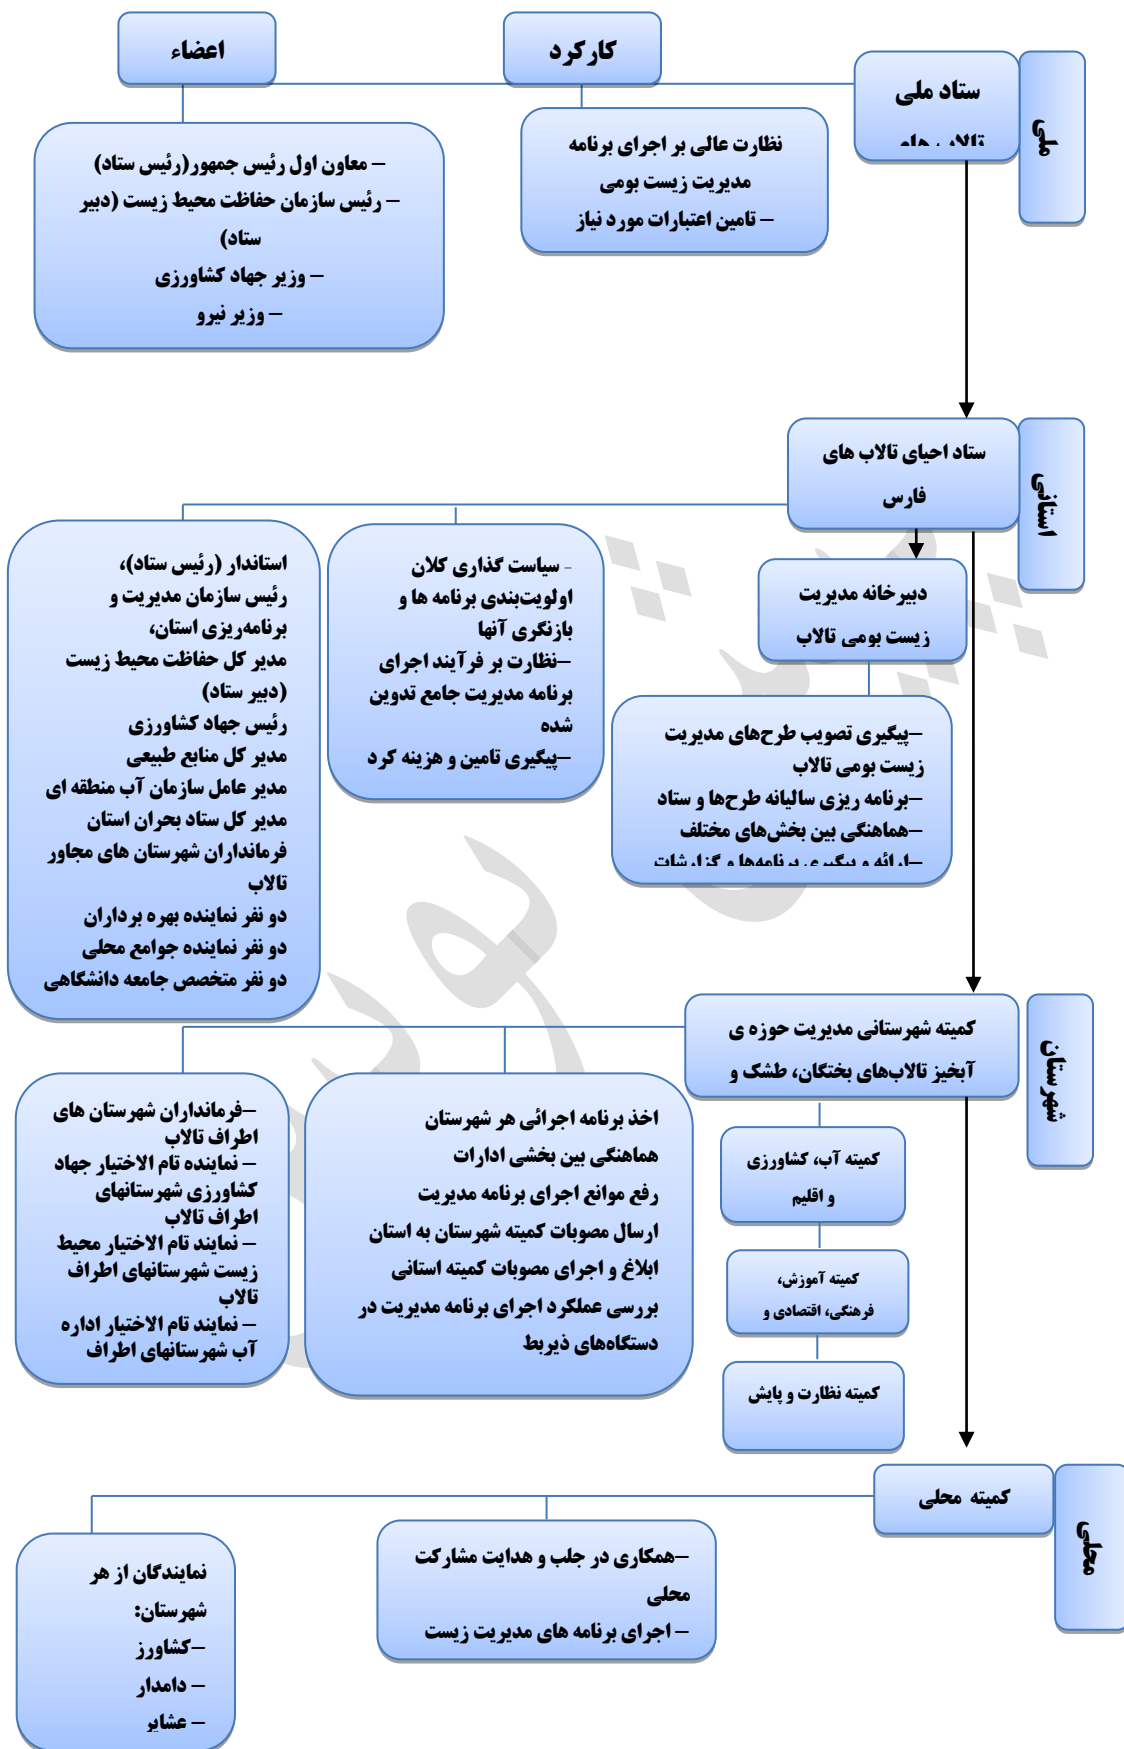 اعضاء
کارکرد
ملی
ستاد ملی
تالاب های
نظارت عالی بر اجرای برنامه
مدیریت زیست بومی
– تامین اعتبارات مورد نیاز
– معاون اول رئیس جمهور(رئیس ستاد)
– رئیس سازمان حفاظت محیط زیست (دبیر
ستاد)
– وزیر جهاد کشاورزی
– وزیر نیرو
استانی
ستاد احیای تالاب های
فارس
دبیرخانه مدیریت
زیست بومی تالاب
–پیگیری تصویب طرح‌های مدیریت
زیست بومی تالاب
–برنامه ریزی سالیانه طرح‌ها و ستاد
–هماهنگی بین بخش‌های مختلف
–ارائه و پیگیری برنامه‌ها و گزارشات
- سیاست گذاری کلان
اولویت‌بندی برنامه ها و
بازنگری آنها
–نظارت بر فرآیند اجرای
برنامه مدیریت جامع تدوین
شده
–پیگیری تامین و هزینه کرد
استاندار (رئیس ستاد)،
رئیس سازمان مدیریت و
برنامه‌ریزی استان،
مدیر کل حفاظت محیط زیست
(دبیر ستاد)
رئیس جهاد کشاورزی
مدیر کل منابع طبیعی
مدیر عامل سازمان آب منطقه ای
مدیر کل ستاد بحران استان
فرمانداران شهرستان های مجاور
تالاب
دو نفر نماینده بهره برداران
دو نفر نماینده جوامع محلی
دو نفر متخصص جامعه دانشگاهی
شهرستان
کمیته شهرستانی مدیریت حوزه ی
آبخیز تالاب‌های بختگان، طشک و
کمیته آب، کشاورزی
و اقلیم
کمیته آموزش،
فرهنگی، اقتصادی و
کمیته نظارت و پایش
اخذ برنامه اجرائی هر شهرستان
هماهنگی بین بخشی ادارات
رفع موانع اجرای برنامه مدیریت
ارسال مصوبات کمیته شهرستان به استان
ابلاغ و اجرای مصوبات کمیته استانی
بررسی عملکرد اجرای برنامه مدیریت در
دستگاه‌های ذیربط
–فرمانداران شهرستان های
اطراف تالاب
– نماینده تام الاختیار جهاد
کشاورزی شهرستانهای
اطراف تالاب
– نمایند تام الاختیار محیط
زیست شهرستانهای اطراف
تالاب
– نمایند تام الاختیار اداره
آب شهرستانهای اطراف
محلی
کمیته محلی
–همکاری در جلب و هدایت مشارکت
محلی
– اجرای برنامه های مدیریت زیست
نمایندگان از هر
شهرستان:
–کشاورز
– دامدار
– عشایر
پیش نویس